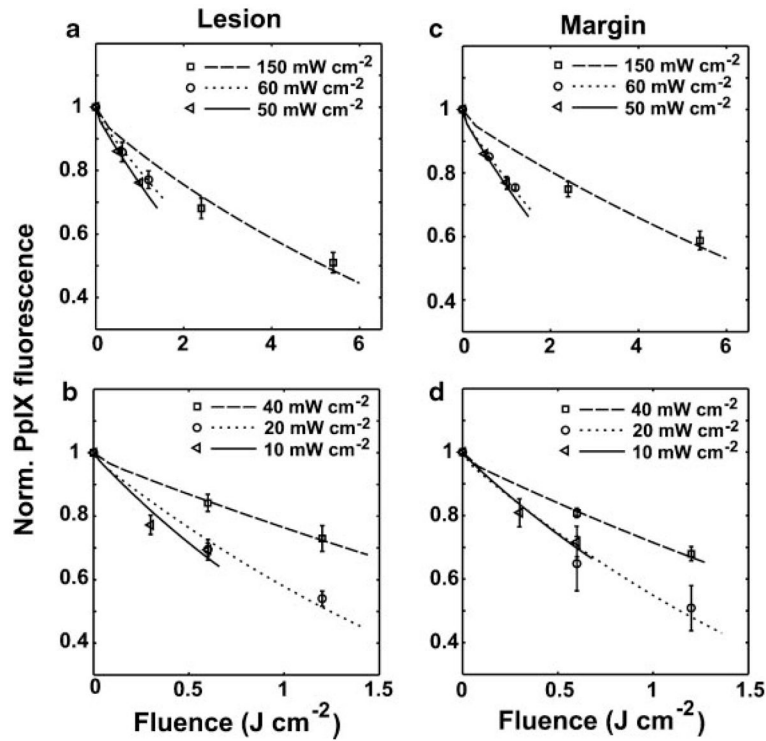 Lesion
Margin
a
150 mW cm⁻²
60 mW cm⁻²
50 mW cm⁻²
1
0.8
0.6
0.4
0
2
4
6
c
150 mW cm⁻²
60 mW cm⁻²
50 mW cm⁻²
1
0.8
0.6
0.4
0
2
4
6
Norm. PpIX fluorescence
b
40 mW cm⁻²
20 mW cm⁻²
10 mW cm⁻²
1
0.8
0.6
0.4
0
0.5
1
1.5
Fluence (J cm⁻²)
d
40 mW cm⁻²
20 mW cm⁻²
10 mW cm⁻²
1
0.8
0.6
0.4
0
0.5
1
1.5
Fluence (J cm⁻²)